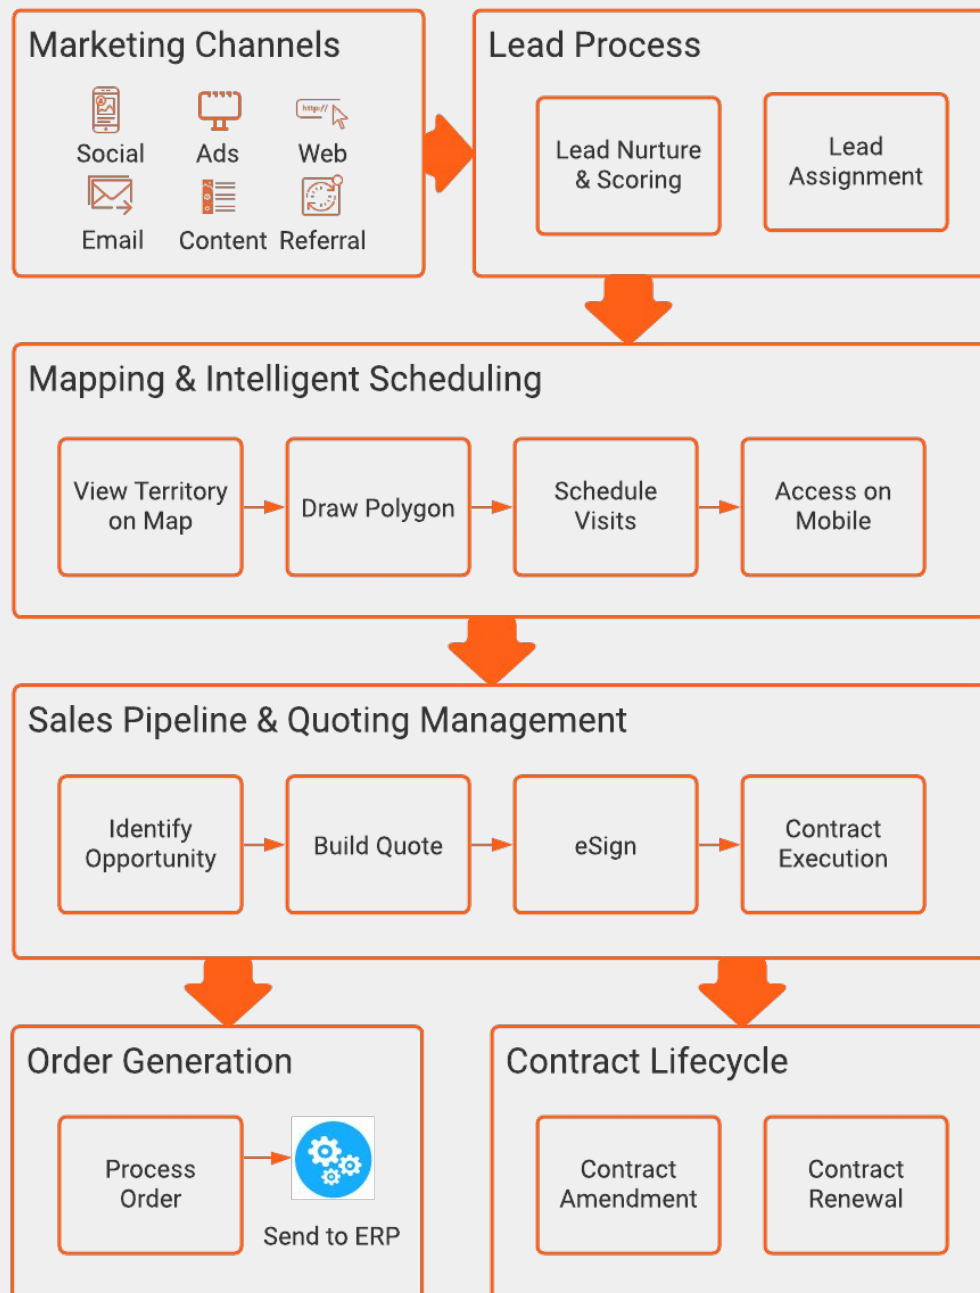 Marketing Channels
Social
Ads
http://
Web
Email
Content
Referral
Lead Process
Lead Nurture
& Scoring
Lead
Assignment
Mapping & Intelligent Scheduling
View Territory
on Map
Draw Polygon
Schedule
Visits
Access on
Mobile
Sales Pipeline & Quoting Management
Identify
Opportunity
Build Quote
eSign
Contract
Execution
Order Generation
Process
Order
Send to ERP
Contract Lifecycle
Contract
Amendment
Contract
Renewal